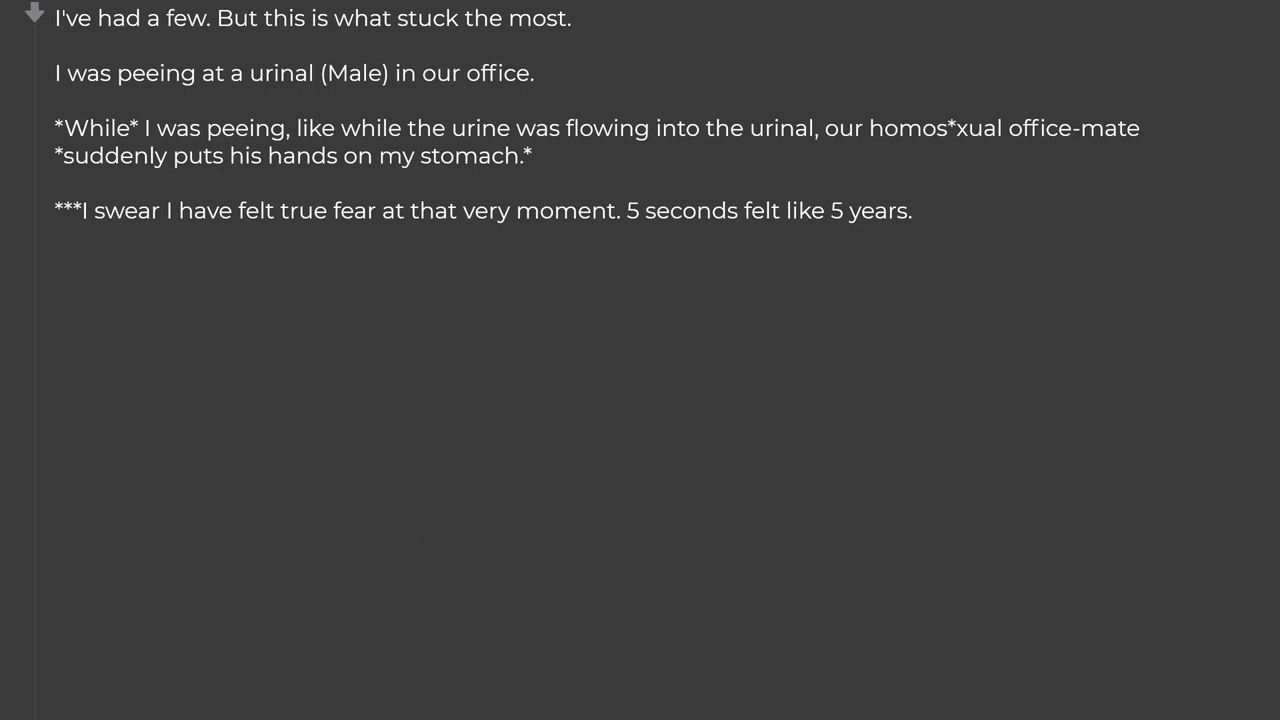 I've had a few. But this is what stuck the most.
I was peeing at a urinal (Male) in our office.
*While* I was peeing, like while the urine was flowing into the urinal, our homos*xual office-mate
*suddenly puts his hands on my stomach.*
***I swear I have felt true fear at that very moment. 5 seconds felt like 5 years.